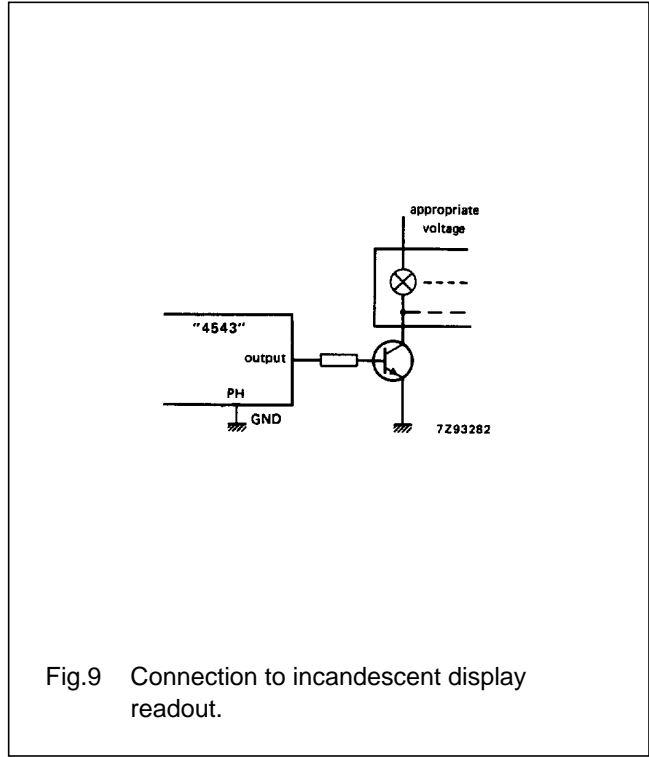 appropriate
voltage
"4543"
output
PH
GND
7Z93282
Fig.9 Connection to incandescent display
readout.